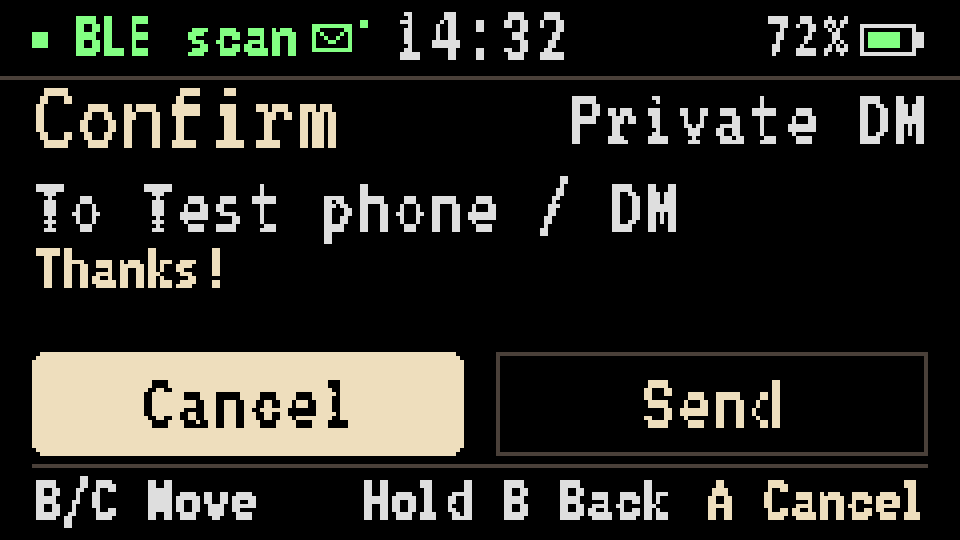 BLE scan 14:32 72%
Confirm Private DM
To Test phone / DM
Thanks!
Cancel Send
B/C Move Hold B Back A Cancel